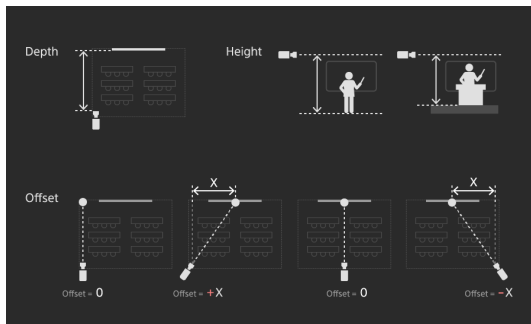 Depth
Height
Offset
X
X
Offset = 0
Offset = +X
Offset = 0
Offset = -X